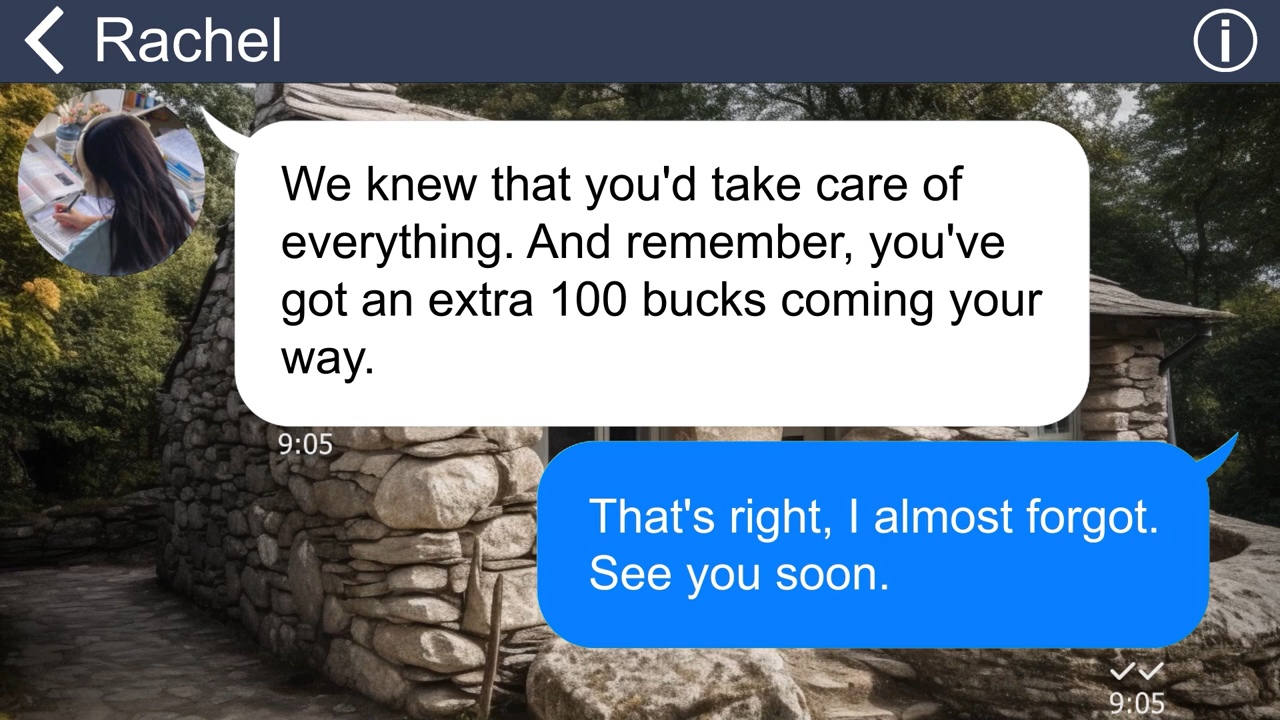 Rachel
We knew that you'd take care of
everything. And remember, you've
got an extra 100 bucks coming your
way.
9:05
That's right, I almost forgot.
See you soon.
9:05